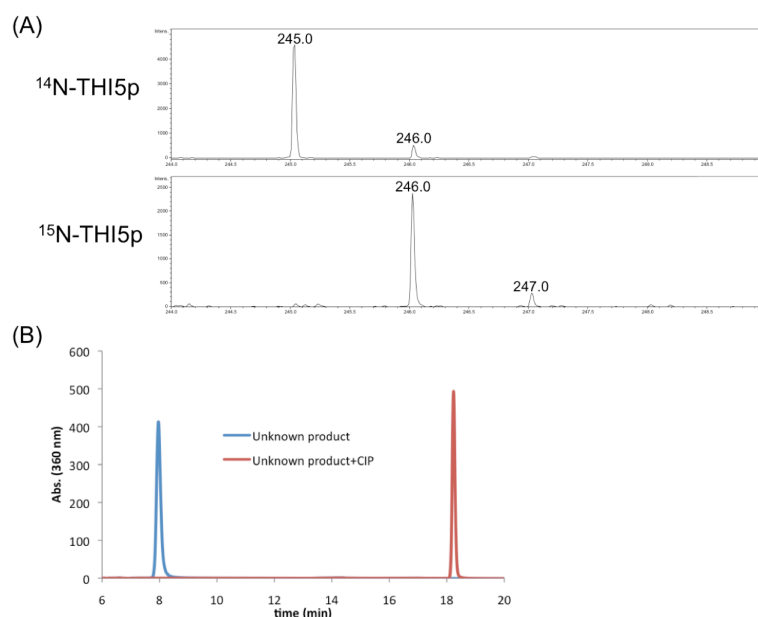 (A)
Intens.
245.0
4000
3000
2000
1000
0
246.0
¹⁴N-THI5p
244.0 244.5 245.0 245.5 246.0 246.5 247.0 247.5 248.0 248.5
Intens.
2500
2000
1500
1000
500
0
246.0
247.0
¹⁵N-THI5p
244.0 244.5 245.0 245.5 246.0 246.5 247.0 247.5 248.0 248.5
(B)
600
500
400
300
200
100
0
Abs. (360 nm)
Unknown product
Unknown product+CIP
6 8 10 12 14 16 18 20
time (min)